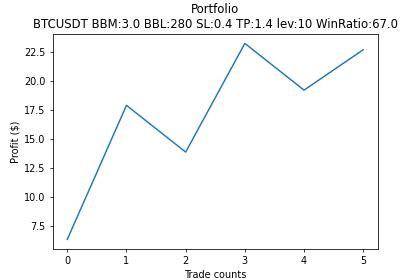 Portfolio
BTCUSDT BBM:3.0 BBL:280 SL:0.4 TP:1.4 lev:10 WinRatio:67.0
22.5
20.0
17.5
15.0
12.5
10.0
7.5
Profit ($)
0 1 2 3 4 5
Trade counts